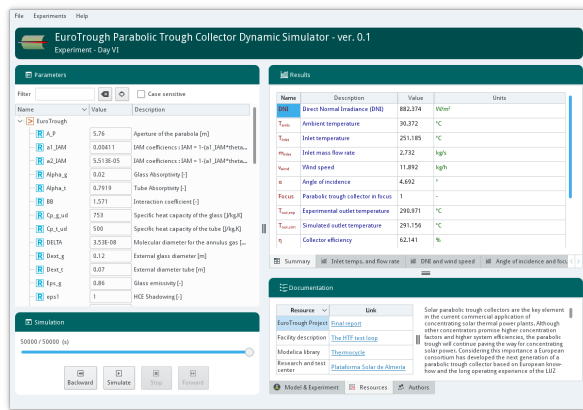 File Experiments Help
EuroTrough Parabolic Trough Collector Dynamic Simulator - ver. 0.1
Experiment - Day VI
Parameters
Filter Case sensitive
Name Value Description
EuroTrough
A_P 5.76 Aperture of the parabola [m]
a1_IAM 0.00411 IAM coefficients : IAM = 1-(a1_IAM*theta...
a2_IAM 5.513E-05 IAM coefficients : IAM = 1-(a1_IAM*theta...
Alpha_g 0.02 Glass Absorptivity [-]
Alpha_t 0.7919 Tube Absorptivity [-]
BB 1.571 Interaction coefficient [-]
Cp_g_ud 753 Specific heat capacity of the glass [J/kg.K]
Cp_t_ud 500 Specific heat capacity of the tube [J/kg.K]
DELTA 3.53E-08 Molecular diameter for the annulus gas [...
Dext_g 0.12 External glass diameter [m]
Dext_t 0.07 External diameter tube [m]
Eps_g 0.86 Glass emissivity [-]
eps1 1 HCE Shadowing [-]
Simulation
50000 / 50000 (s)
Backward Simulate Stop Forward
Results
Name Description Value Units
DNI Direct Normal Irradiance (DNI) 882.374 W/m²
Tamb Ambient temperature 30.372 °C
Tinlet Inlet temperature 251.185 °C
minlet Inlet mass flow rate 2.732 kg/s
vwind Wind speed 11.892 kg/h
α Angle of incidence 4.692 °
Focus Parabolic trough collector in focus 1 -
Tout,exp Experimental outlet temperature 290.971 °C
Tout,sim Simulated outlet temperature 291.156 °C
η Collector efficiency 62.141 %
Summary Inlet temps. and flow rate DNI and wind speed Angle of incidence and focu
Documentation
Resource Link
EuroTrough Project Final report
Facility description The HTF test loop
Modelica library Thermocycle
Research and test center Plataforma Solar de Almería
Solar parabolic trough collectors are the key element
in the current commercial application of
concentrating solar thermal power plants. Although
other concentrators promise higher concentration
factors and higher system efficiencies, the parabolic
trough will continue paving the way for concentrating
solar power. Considering this importance a European
consortium has developed the next generation of a
parabolic trough collector based on European know-
how and the long operating experience of the LUZ
Model & Experiment Resources Authors